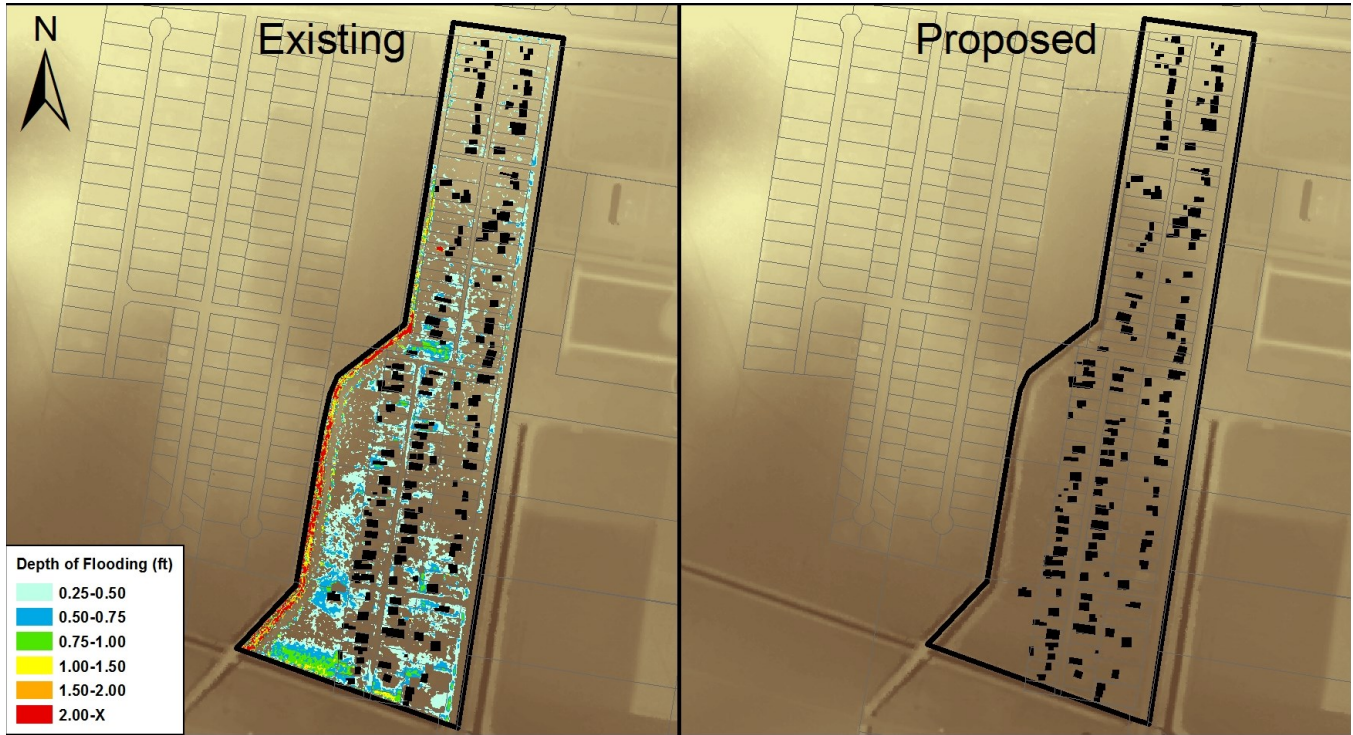 Existing
Proposed
N
Depth of Flooding (ft)
0.25-0.50
0.50-0.75
0.75-1.00
1.00-1.50
1.50-2.00
2.00-X